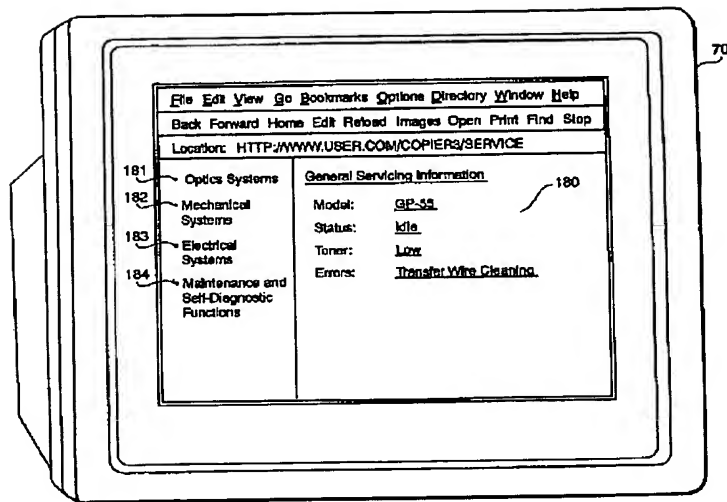 70
File Edit View Go Bookmarks Options Directory Window Help
Back Forward Home Edit Reload Images Open Print Find Stop
Location: HTTP://WWW.USER.COM/COPIER3/SERVICE
181
Optics Systems
182
Mechanical
Systems
183
Electrical
Systems
184
Maintenance and
Self-Diagnostic
Functions
General Servicing Information
180
Model: GP-55
Status: Idle
Toner: Low
Errors: Transfer Wire Cleaning